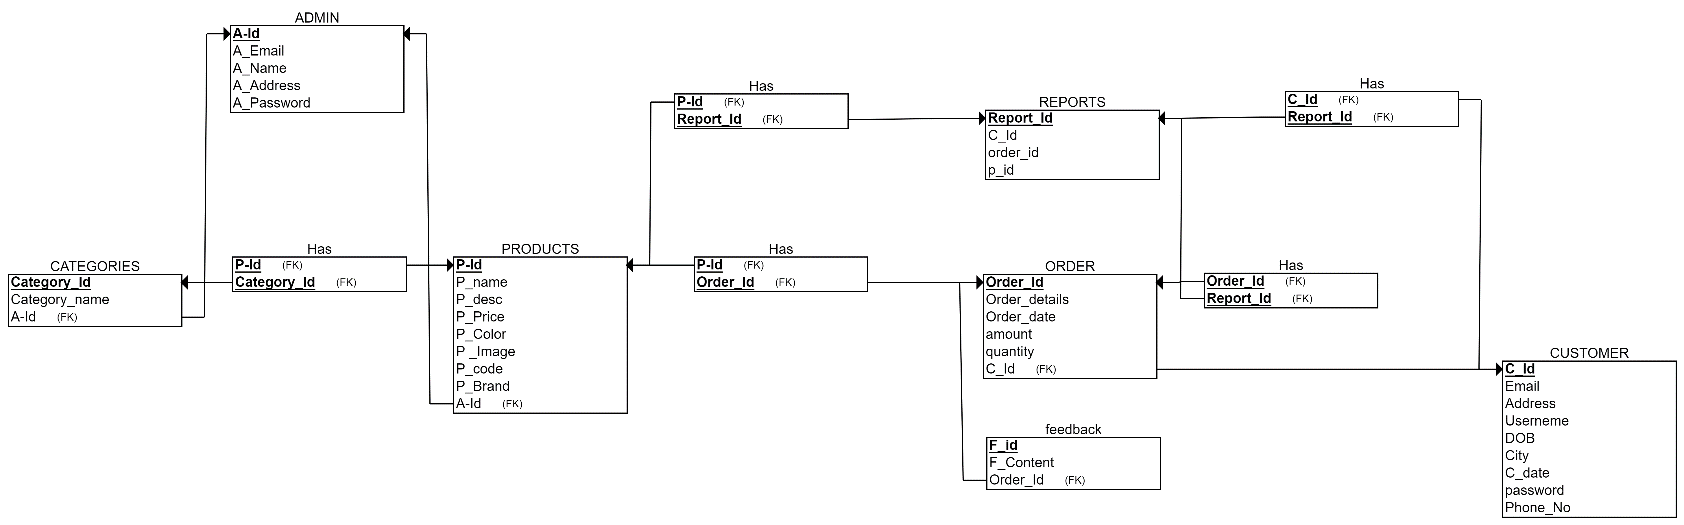 ADMIN
A-Id
A_Email
A_Name
A_Address
A_Password
Has
P-Id (FK)
Report_Id (FK)
REPORTS
Report_Id
C_Id
order_id
p_id
Has
C_Id (FK)
Report_Id (FK)
CATEGORIES
Category_Id
Category_name
A-Id (FK)
Has
P-Id (FK)
Category_Id (FK)
PRODUCTS
P-Id
P_name
P_desc
P_Price
P_Color
P _Image
P_code
P_Brand
A-Id (FK)
Has
P-Id (FK)
Order_Id (FK)
ORDER
Order_Id
Order_details
Order_date
amount
quantity
C_Id (FK)
Has
Order_Id (FK)
Report_Id (FK)
CUSTOMER
C_Id
Email
Address
Userneme
DOB
City
C_date
password
Phone_No
feedback
F_id
F_Content
Order_Id (FK)